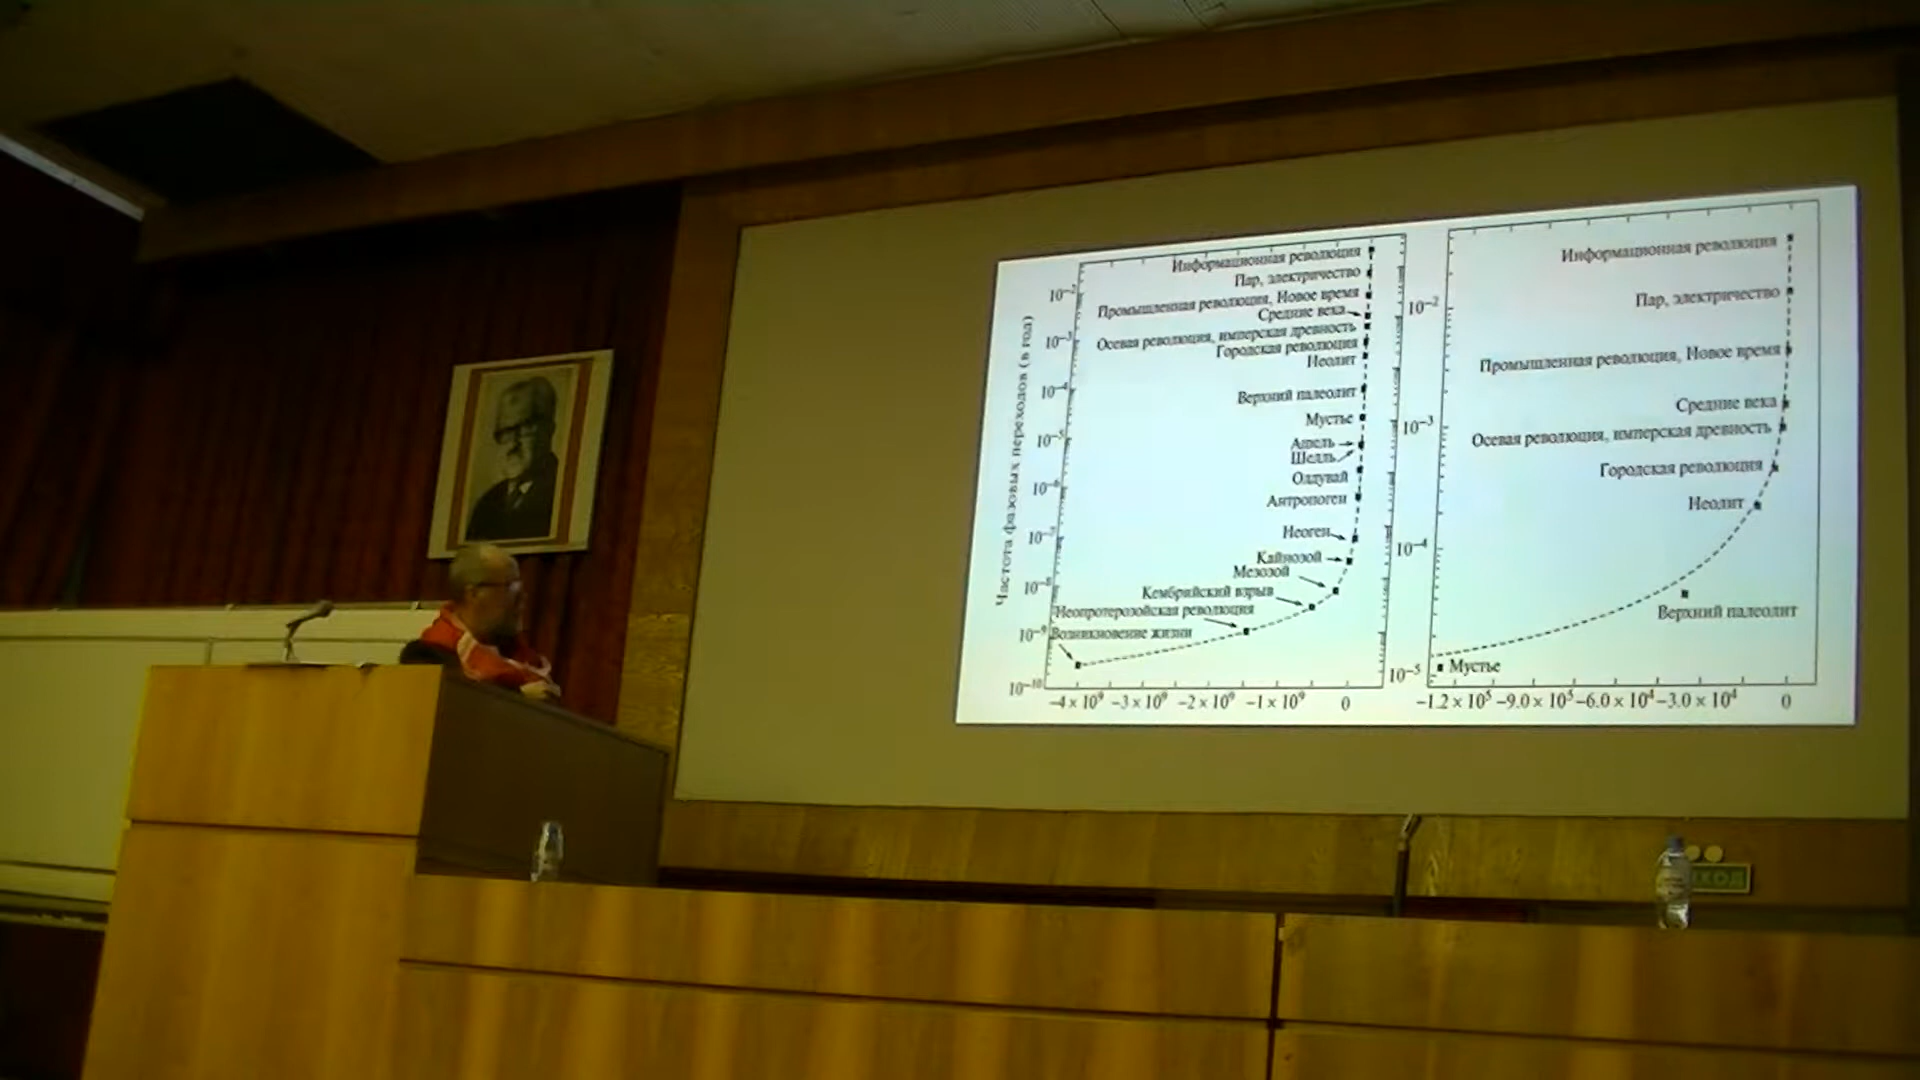 Информационная революция
Пар, электричество
Промышленная революция, Новое время
Средние века
Осевая революция, имперская древность
Городская революция
Неолит
Верхний палеолит
Мустье
Ашель
Шелль
Олдувай
Антропоген
Неоген
Кайнозой
Мезозой
Кембрийский взрыв
Неопротерозойская революция
Возникновение жизни
Частота фазовых переходов (в год)
10⁻²
10⁻³
10⁻⁴
10⁻⁵
10⁻⁶
10⁻⁷
10⁻⁸
10⁻⁹
10⁻¹⁰
−4 × 10⁹ −3 × 10⁹ −2 × 10⁹ −1 × 10⁹ 0
Информационная революция
Пар, электричество
Промышленная революция, Новое время
Средние века
Осевая революция, имперская древность
Городская революция
Неолит
Верхний палеолит
Мустье
10⁻²
10⁻³
10⁻⁴
10⁻⁵
−1.2 × 10⁵ −9.0 × 10⁵ −6.0 × 10⁴ −3.0 × 10⁴ 0